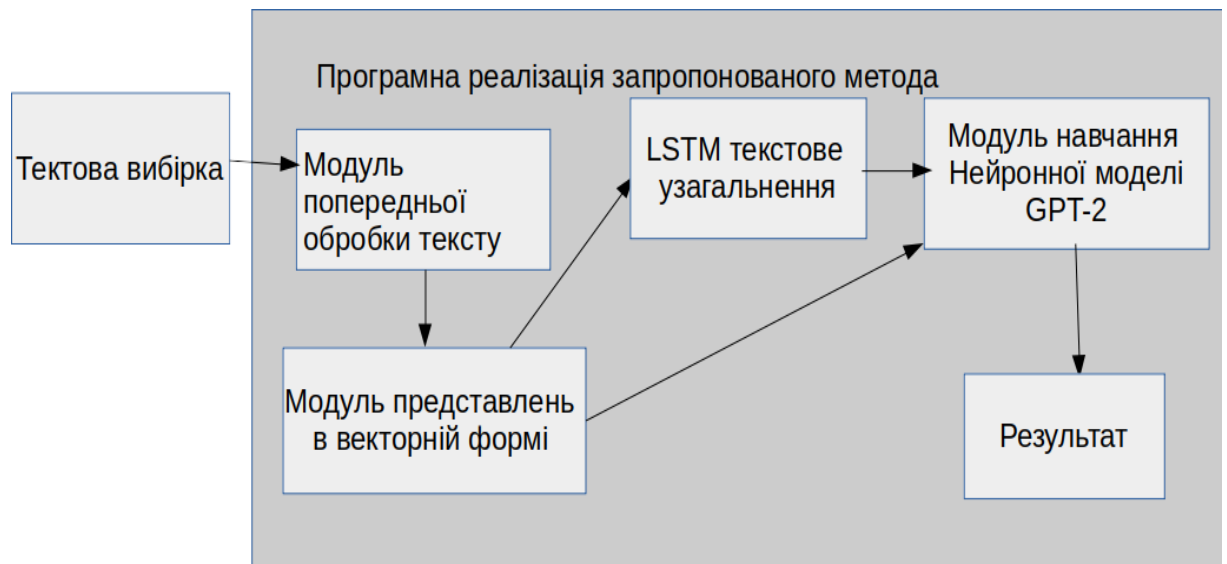 Програмна реалізація запропонованого метода
Тектова вибірка
Модуль
попередньої
обробки тексту
LSTM текстове
узагальнення
Модуль навчання
Нейронної моделі
GPT-2
Модуль представлень
в векторній формі
Результат